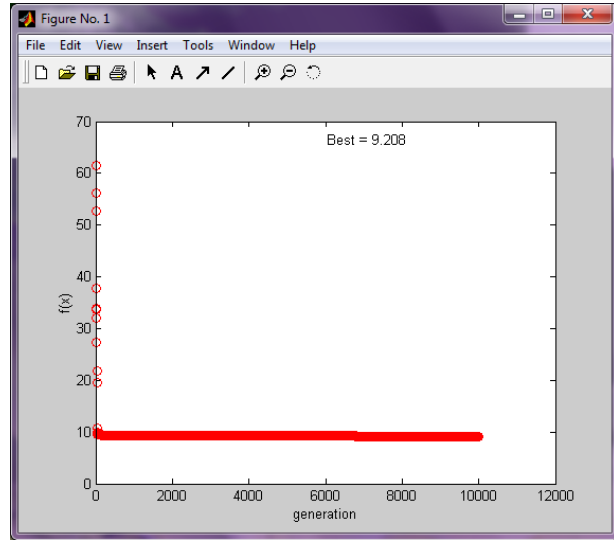 Figure No. 1
File Edit View Insert Tools Window Help
A
Best = 9.208
70
60
50
40
30
20
10
0
f(x)
0 2000 4000 6000 8000 10000 12000
generation